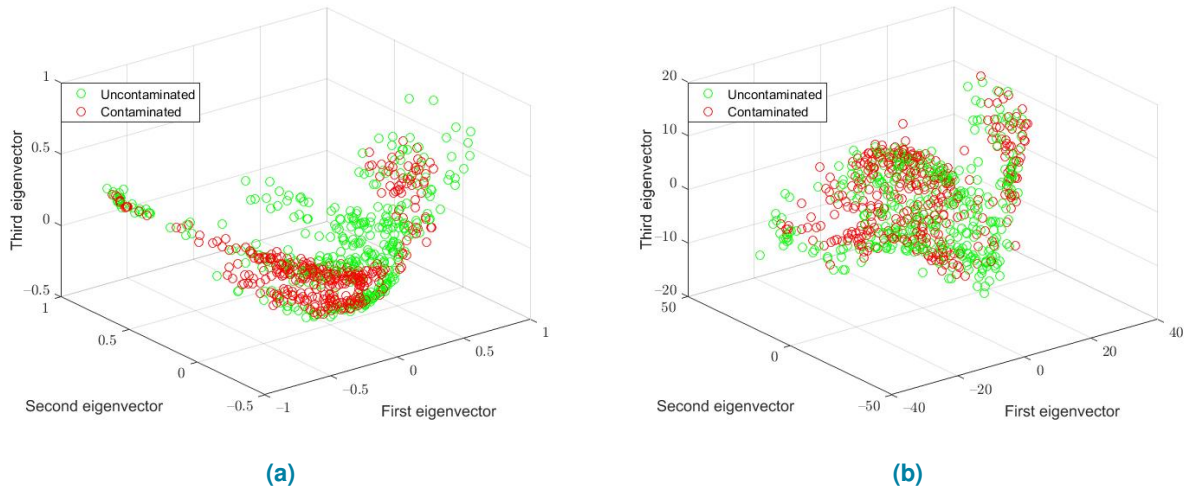 1
0.5
0
−0.5
Third eigenvector
Uncontaminated
Contaminated
1
0.5
0
−0.5
Second eigenvector
−1
−0.5
0
0.5
1
First eigenvector
(a)
20
10
0
−10
−20
Third eigenvector
Uncontaminated
Contaminated
50
0
−50
Second eigenvector
−40
−20
0
20
40
First eigenvector
(b)